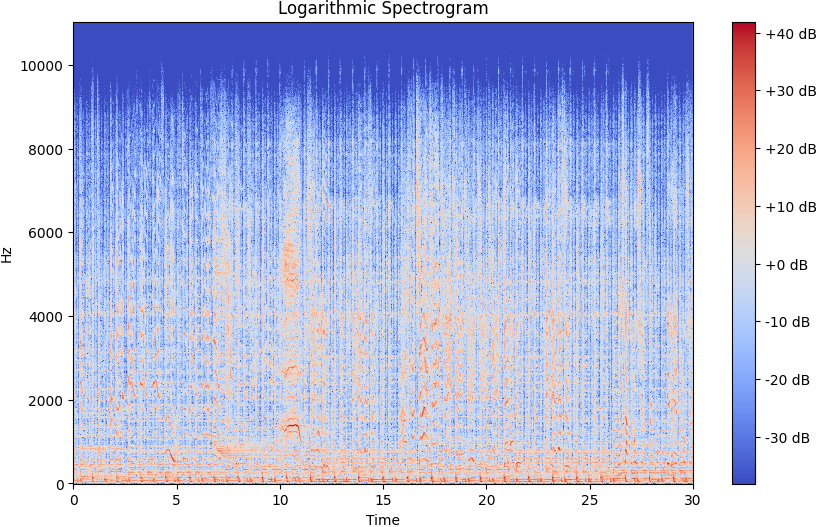 Logarithmic Spectrogram
Hz
10000
8000
6000
4000
2000
0
0 5 10 15 20 25 30
Time
+40 dB
+30 dB
+20 dB
+10 dB
+0 dB
-10 dB
-20 dB
-30 dB